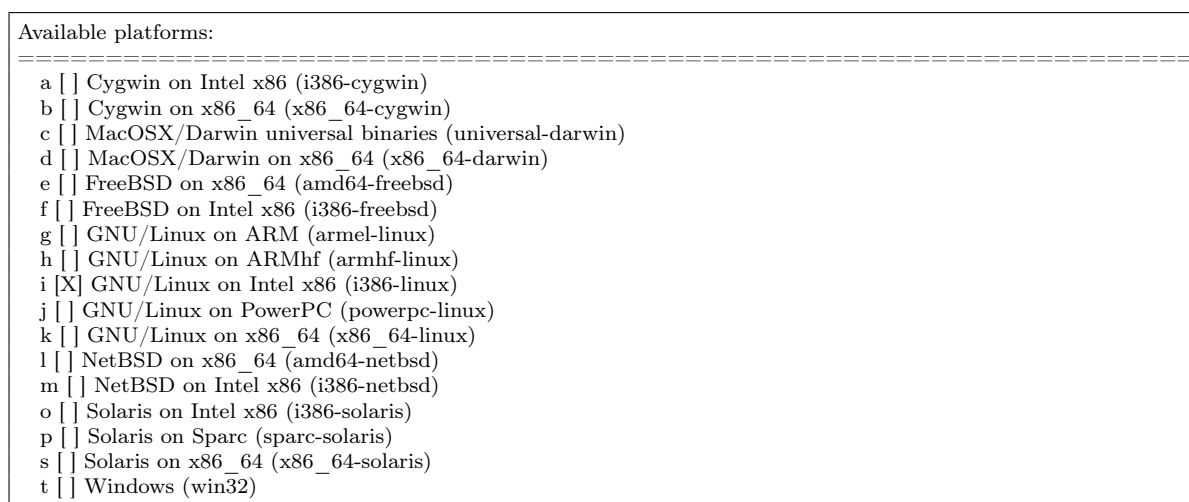 Available platforms:
===============================================================================
a [ ] Cygwin on Intel x86 (i386-cygwin)
b [ ] Cygwin on x86_64 (x86_64-cygwin)
c [ ] MacOSX/Darwin universal binaries (universal-darwin)
d [ ] MacOSX/Darwin on x86_64 (x86_64-darwin)
e [ ] FreeBSD on x86_64 (amd64-freebsd)
f [ ] FreeBSD on Intel x86 (i386-freebsd)
g [ ] GNU/Linux on ARM (armel-linux)
h [ ] GNU/Linux on ARMhf (armhf-linux)
i [X] GNU/Linux on Intel x86 (i386-linux)
j [ ] GNU/Linux on PowerPC (powerpc-linux)
k [ ] GNU/Linux on x86_64 (x86_64-linux)
l [ ] NetBSD on x86_64 (amd64-netbsd)
m [ ] NetBSD on Intel x86 (i386-netbsd)
o [ ] Solaris on Intel x86 (i386-solaris)
p [ ] Solaris on Sparc (sparc-solaris)
s [ ] Solaris on x86_64 (x86_64-solaris)
t [ ] Windows (win32)